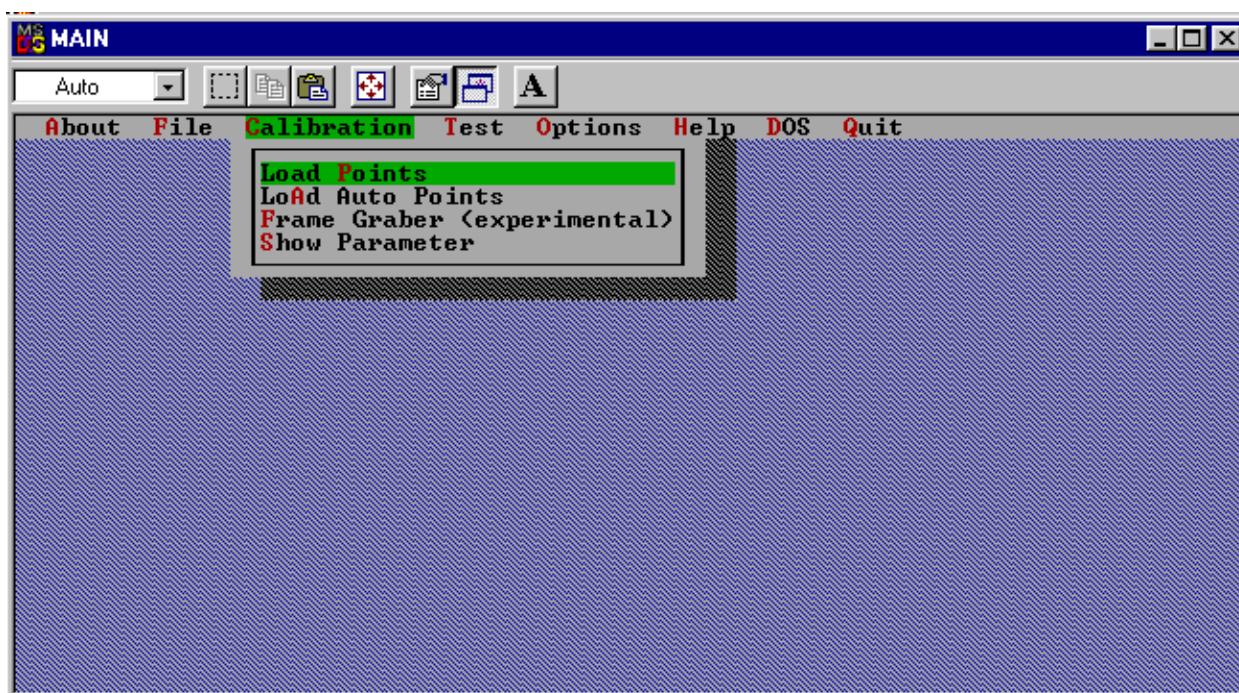 MS DOS MAIN
Auto A
About File Calibration Test Options Help DOS Quit
Load Points
LoAd Auto Points
Frame Graber (experimental)
Show Parameter